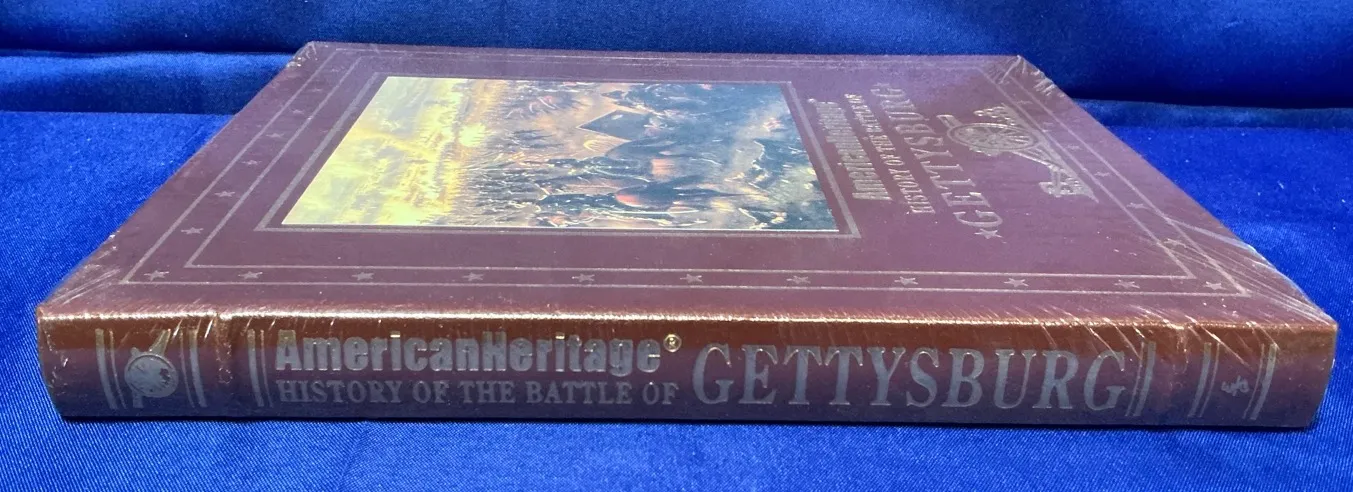 AmericanHeritage®
HISTORY OF THE BATTLE OF
GETTYSBURG
AmericanHeritage®
HISTORY OF THE BATTLE OF
GETTYSBURG